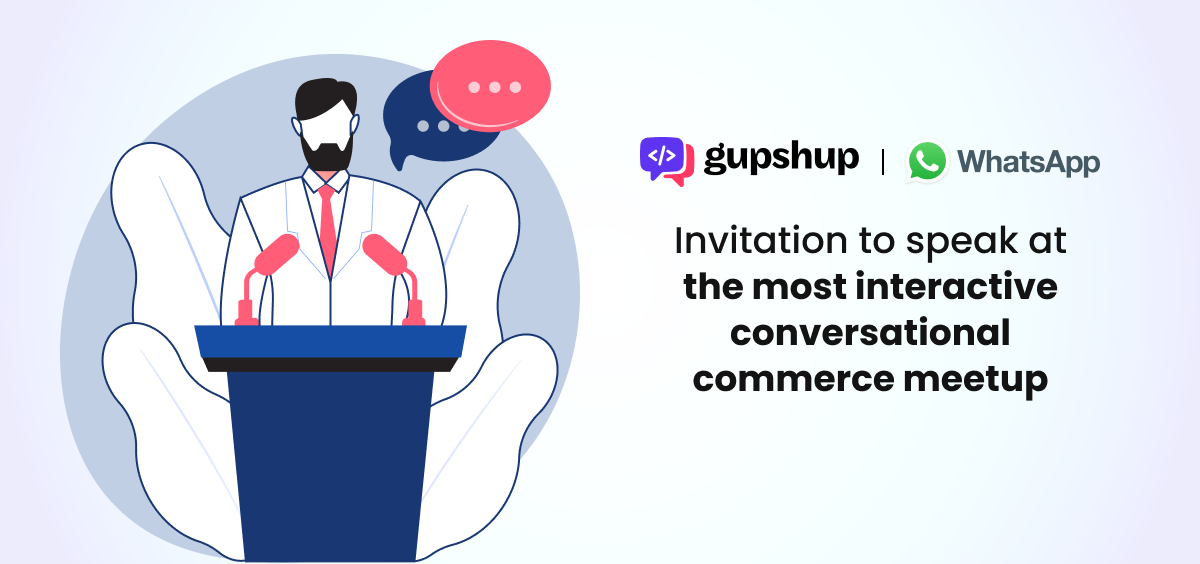 gupshup | WhatsApp
Invitation to speak at
the most interactive
conversational
commerce meetup